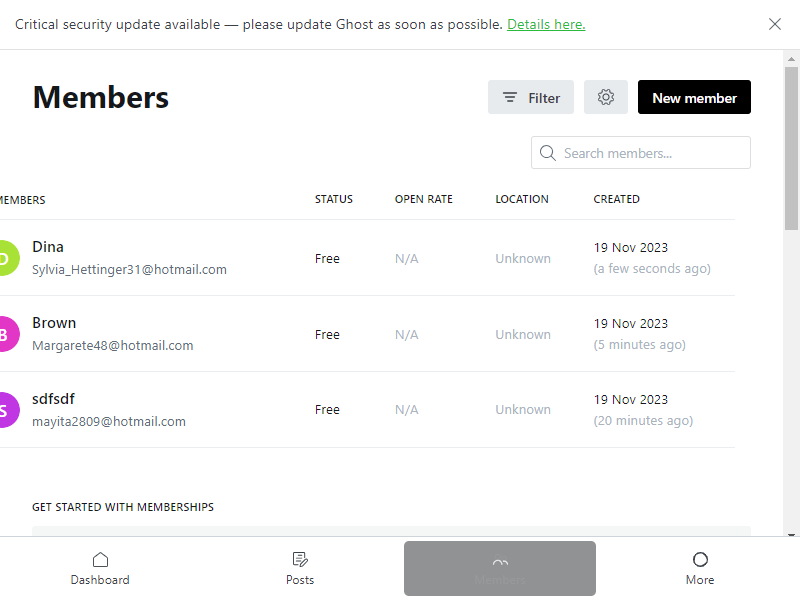 Critical security update available — please update Ghost as soon as possible. Details here.
Members
Filter
New member
Search members...
MEMBERS
STATUS
OPEN RATE
LOCATION
CREATED
D
Dina
Sylvia_Hettinger31@hotmail.com
Free
N/A
Unknown
19 Nov 2023
(a few seconds ago)
B
Brown
Margarete48@hotmail.com
Free
N/A
Unknown
19 Nov 2023
(5 minutes ago)
S
sdfsdf
mayita2809@hotmail.com
Free
N/A
Unknown
19 Nov 2023
(20 minutes ago)
GET STARTED WITH MEMBERSHIPS
Dashboard
Posts
Members
More